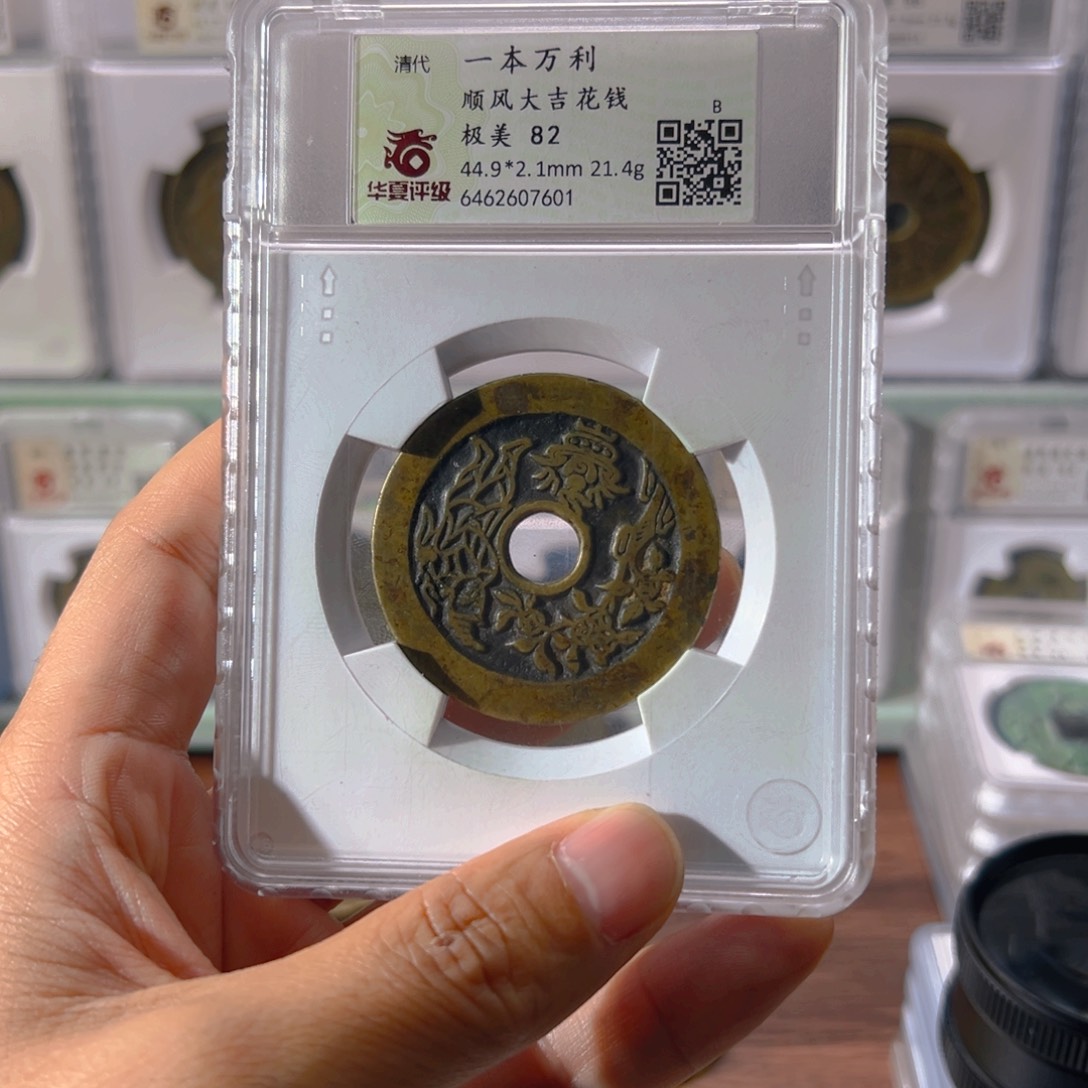 清代 一本万利
顺风大吉花钱
极美 82
B
44.9*2.1mm 21.4g
华夏评级 6462607601